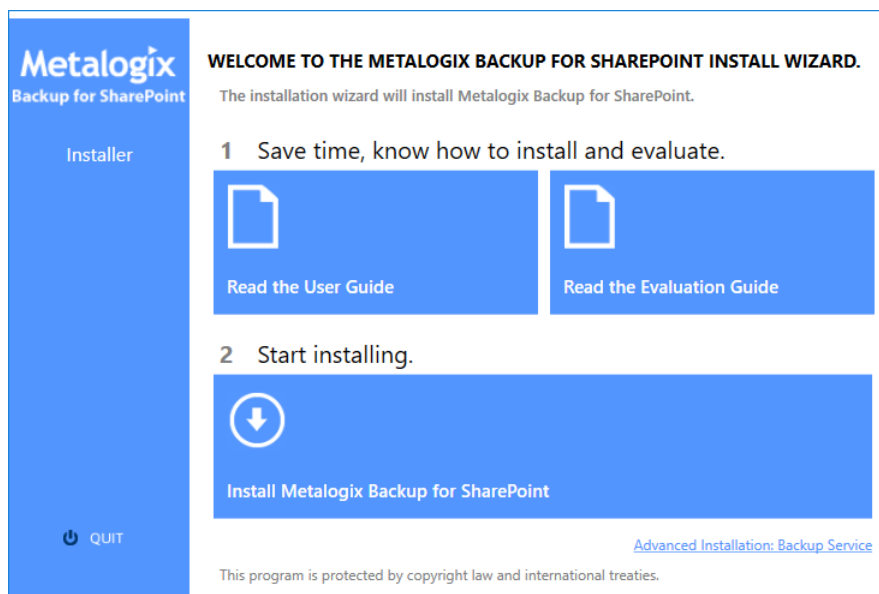 Metalogix
Backup for SharePoint
Installer
QUIT
WELCOME TO THE METALOGIX BACKUP FOR SHAREPOINT INSTALL WIZARD.
The installation wizard will install Metalogix Backup for SharePoint.
1 Save time, know how to install and evaluate.
Read the User Guide
Read the Evaluation Guide
2 Start installing.
Install Metalogix Backup for SharePoint
Advanced Installation: Backup Service
This program is protected by copyright law and international treaties.